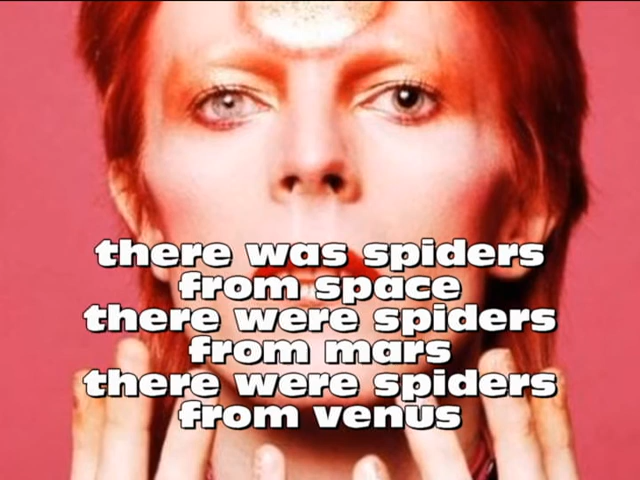 there was spiders
from space
there were spiders
from mars
there were spiders
from venus